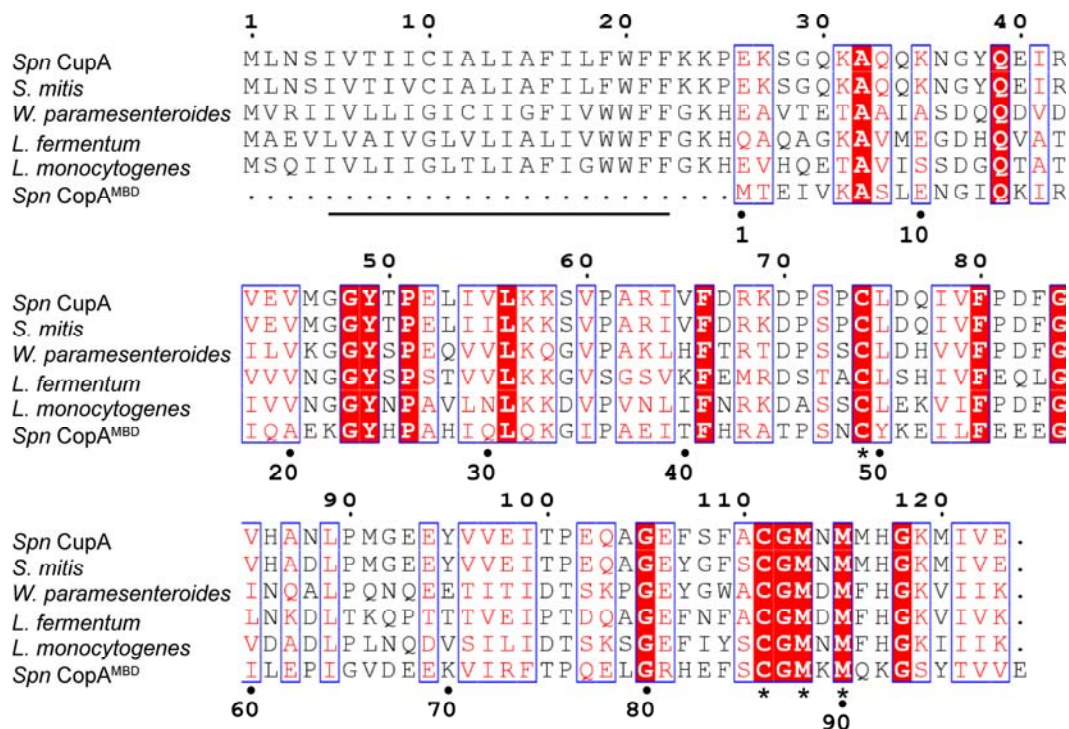 1 10 20 30 40
Spn CupA MLNSIVTIICIALIAFILFWFFKKPEKSGQKAQQKNGYQEIR
S. mitis MLNSIVTIVCIALIAFILFWFFKKPEKSGQKAQQKNGYQEIR
W. paramesenteroides MVRIIVLLIGICIIGFIVWWFFGKHEAVTETAAIASDQQDVD
L. fermentum MAEVLVAIVGLVLIALIVWWFFGKHQAQAGKAVMEGDHQVAT
L. monocytogenes MSQIIVLIIGLTLIAFIGWWFFGKHEVHQETAVISSDGQTAT
Spn CopAMBD .........................MTEIVKASLENGIQKIR
1 10
50 60 70 80
Spn CupA VEVMGGYTPELIVLKKSVPARIVFDRKDPSPCLDQIVFPDFG
S. mitis VEVMGGYTPELIILKKSVPARIVFDRKDPSPCLDQIVFPDFG
W. paramesenteroides ILVKGGYSPEQVVLKQGVPAKLHFTRTDPSSCLDHVVFPDFG
L. fermentum VVVNGGYSPSTVVLKKGVSGSVKFEMRDSTACLSHIVFEQLG
L. monocytogenes IVVNGGYNPAVLNLKKDVPVNLIFNRKDASSCLEKVIFPDFG
Spn CopAMBD IQAEKGYHPAHIQLQKGIPAEITFHRATPSNCYKEILFEEEG
20 30 40 * 50
90 100 110 120
Spn CupA VHANLPMGEEYVVEITPEQAGEFSFACGMNMMHGKMIVE.
S. mitis VHADLPMGEEYVVEITPEQAGEYGFSCGMNMMHGKMIVE.
W. paramesenteroides INQALPQNQEETITIDTSKPGEYGWACGMDMFHGKVIIK.
L. fermentum LNKDLTKQPTTTVEIPTDQAGEFNFACGMDMFHGKVIIK.
L. monocytogenes VDADLPLNQDVSILIDTSKSGEFIYSCGMNMFHGKIIIK.
Spn CopAMBD ILEPIGVDEEKVIRFTPQELGRHEFSCGMKMQKGSYTVVE
60 70 80 * * * 90